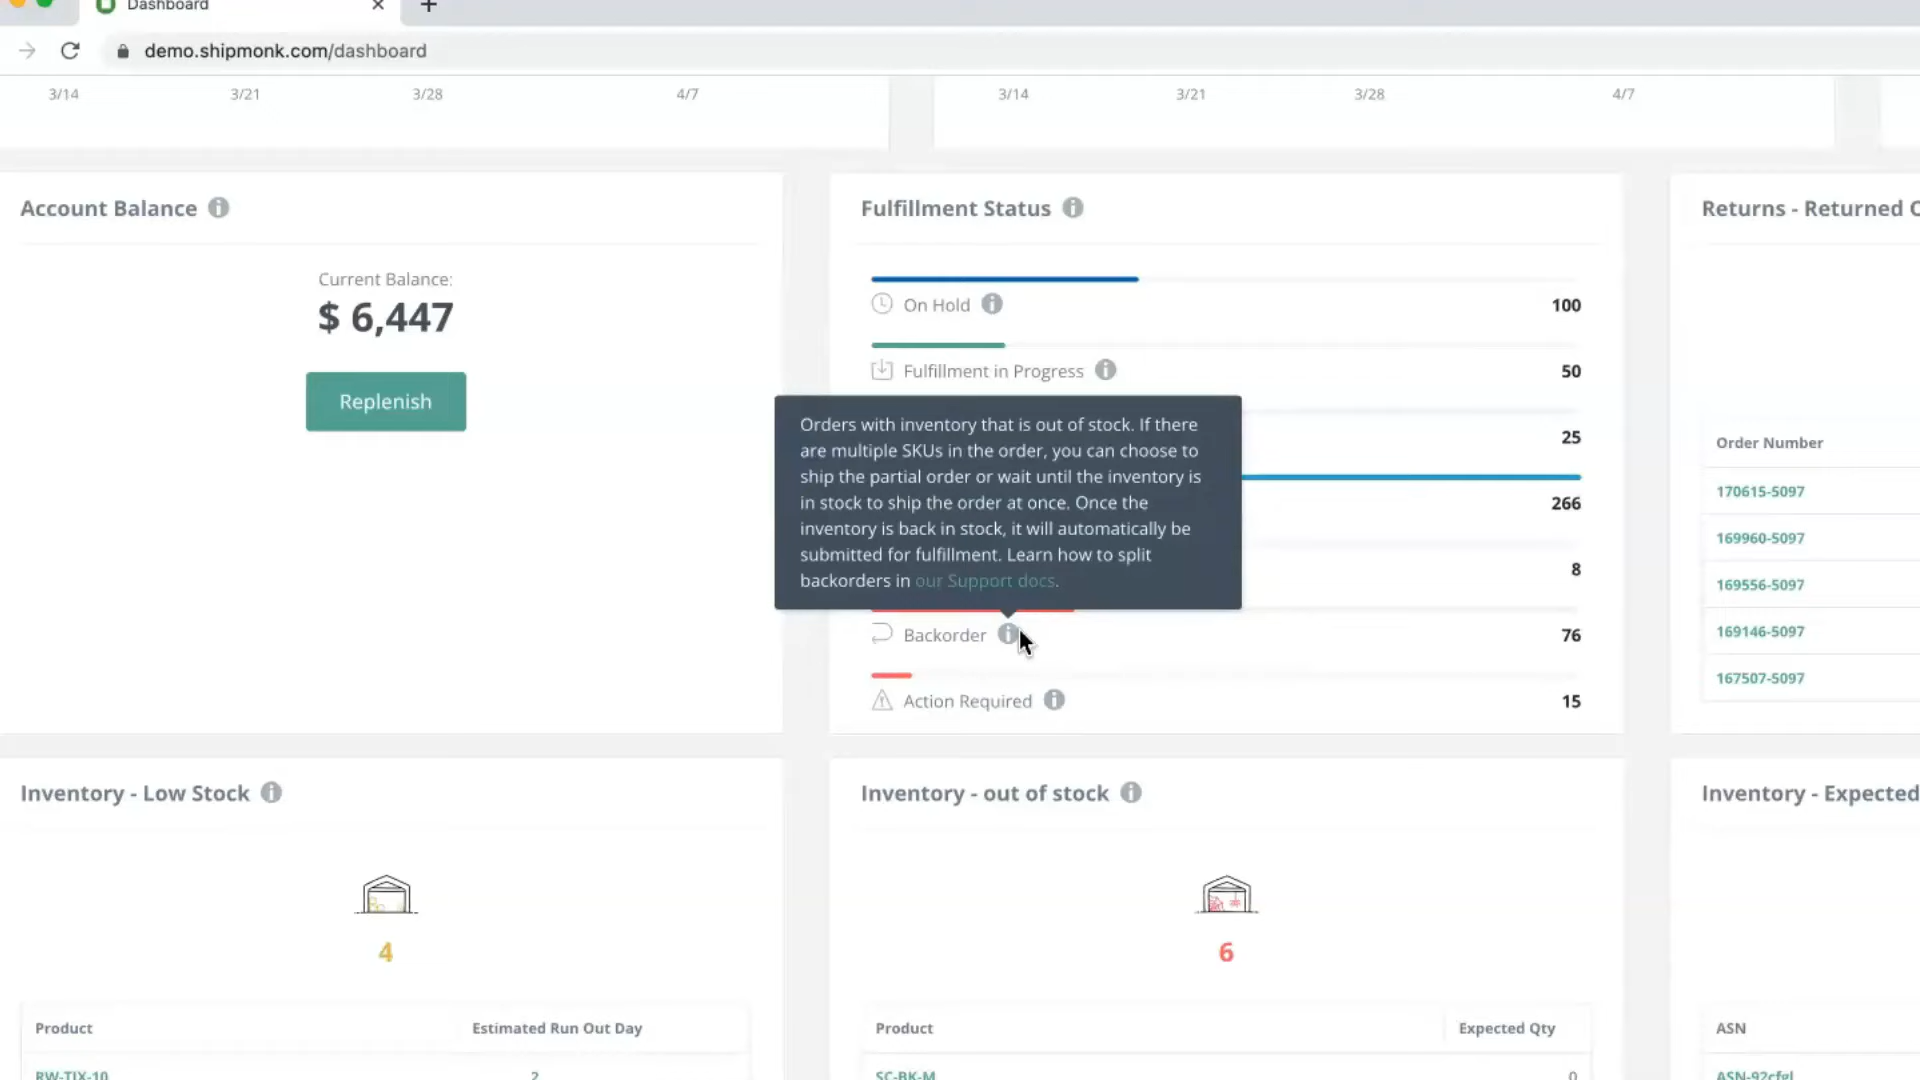 Dashboard
demo.shipmonk.com/dashboard
3/14 3/21 3/28 4/7
3/14 3/21 3/28 4/7
Account Balance
Current Balance:
$ 6,447
Replenish
Fulfillment Status
On Hold 100
Fulfillment in Progress 50
25
266
8
Orders with inventory that is out of stock. If there
are multiple SKUs in the order, you can choose to
ship the partial order or wait until the inventory is
in stock to ship the order at once. Once the
inventory is back in stock, it will automatically be
submitted for fulfillment. Learn how to split
backorders in our Support docs.
Backorder 76
Action Required 15
Returns - Returned
Order Number
170615-5097
169960-5097
169556-5097
169146-5097
167507-5097
Inventory - Low Stock
4
Product Estimated Run Out Day
RW-TIX-10 2
Inventory - out of stock
6
Product Expected Qty
SC-BK-M 0
Inventory - Expected
ASN